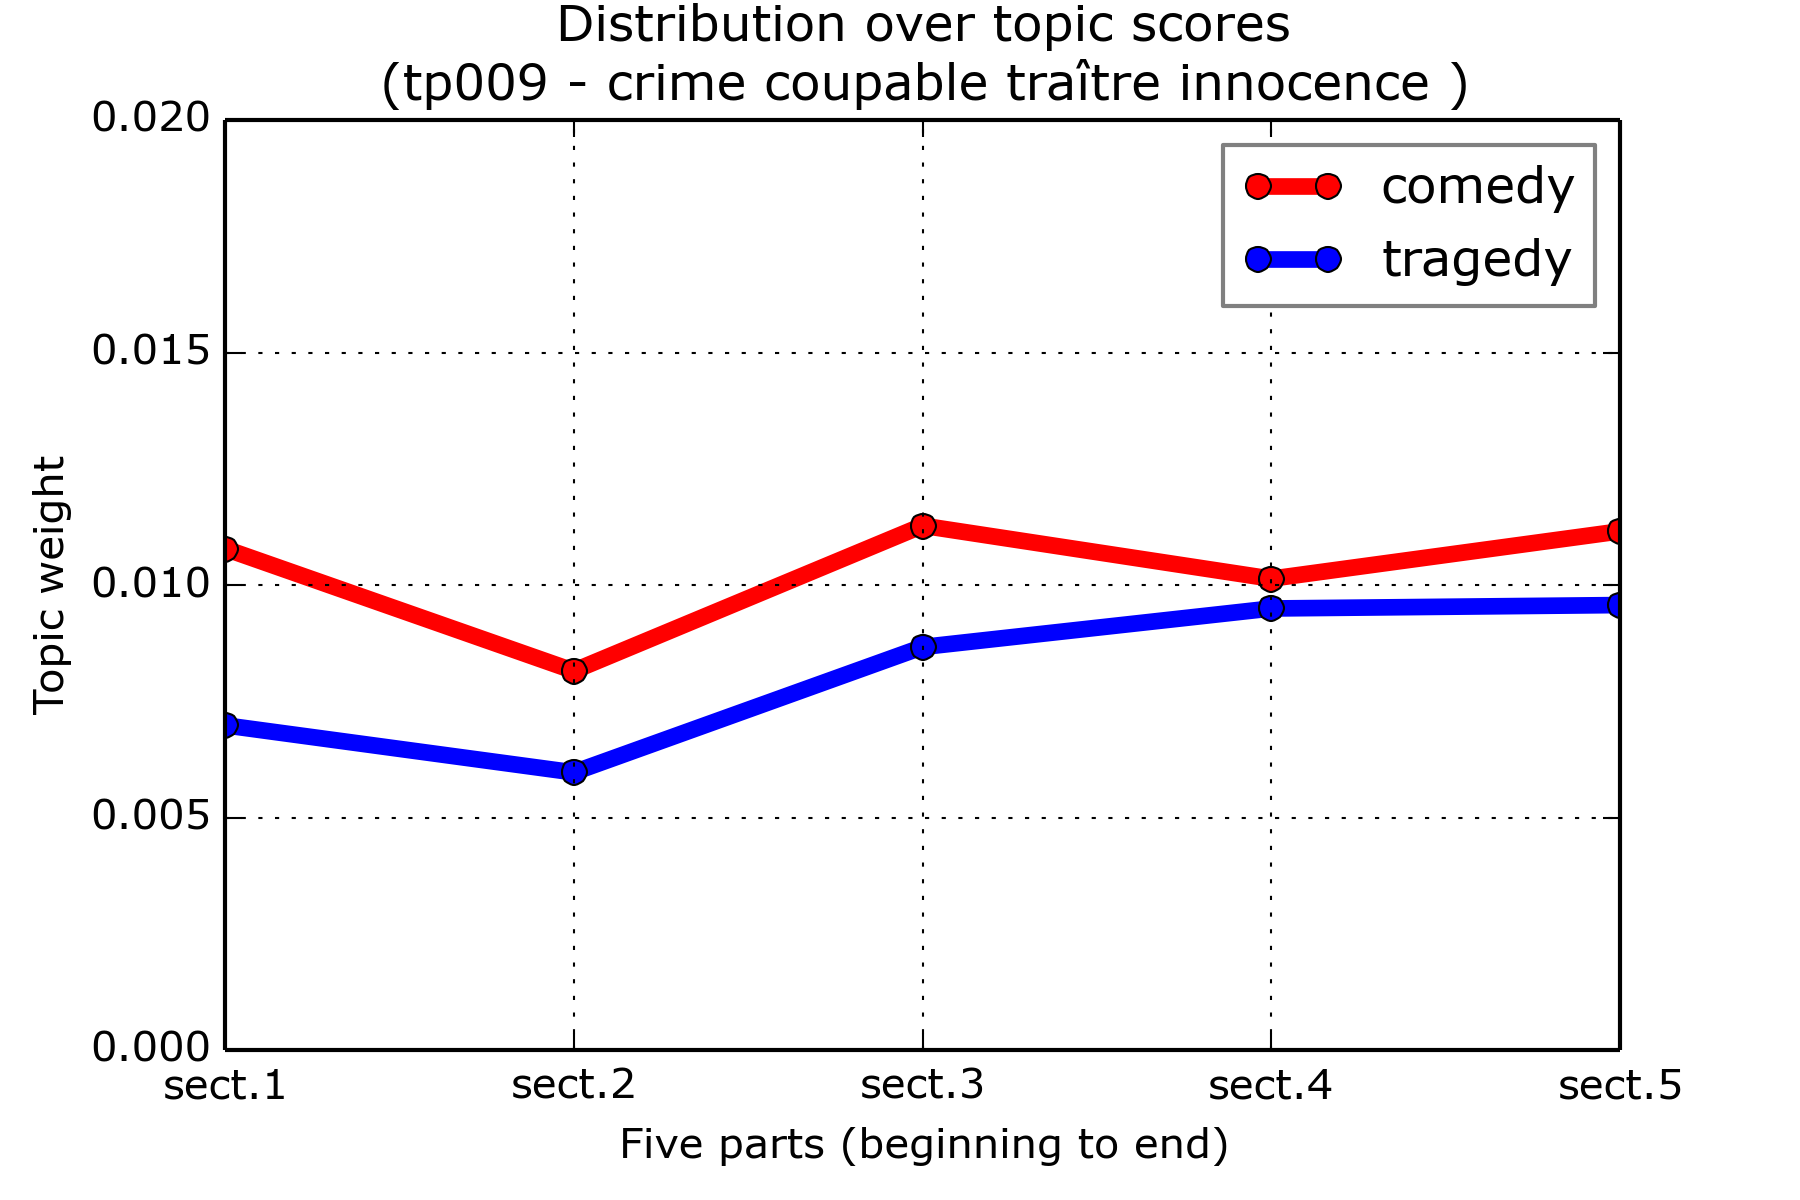 Distribution over topic scores
(tp009 - crime coupable traître innocence )
0.020
0.015
0.010
0.005
0.000
Topic weight
comedy
tragedy
sect.1 sect.2 sect.3 sect.4 sect.5
Five parts (beginning to end)